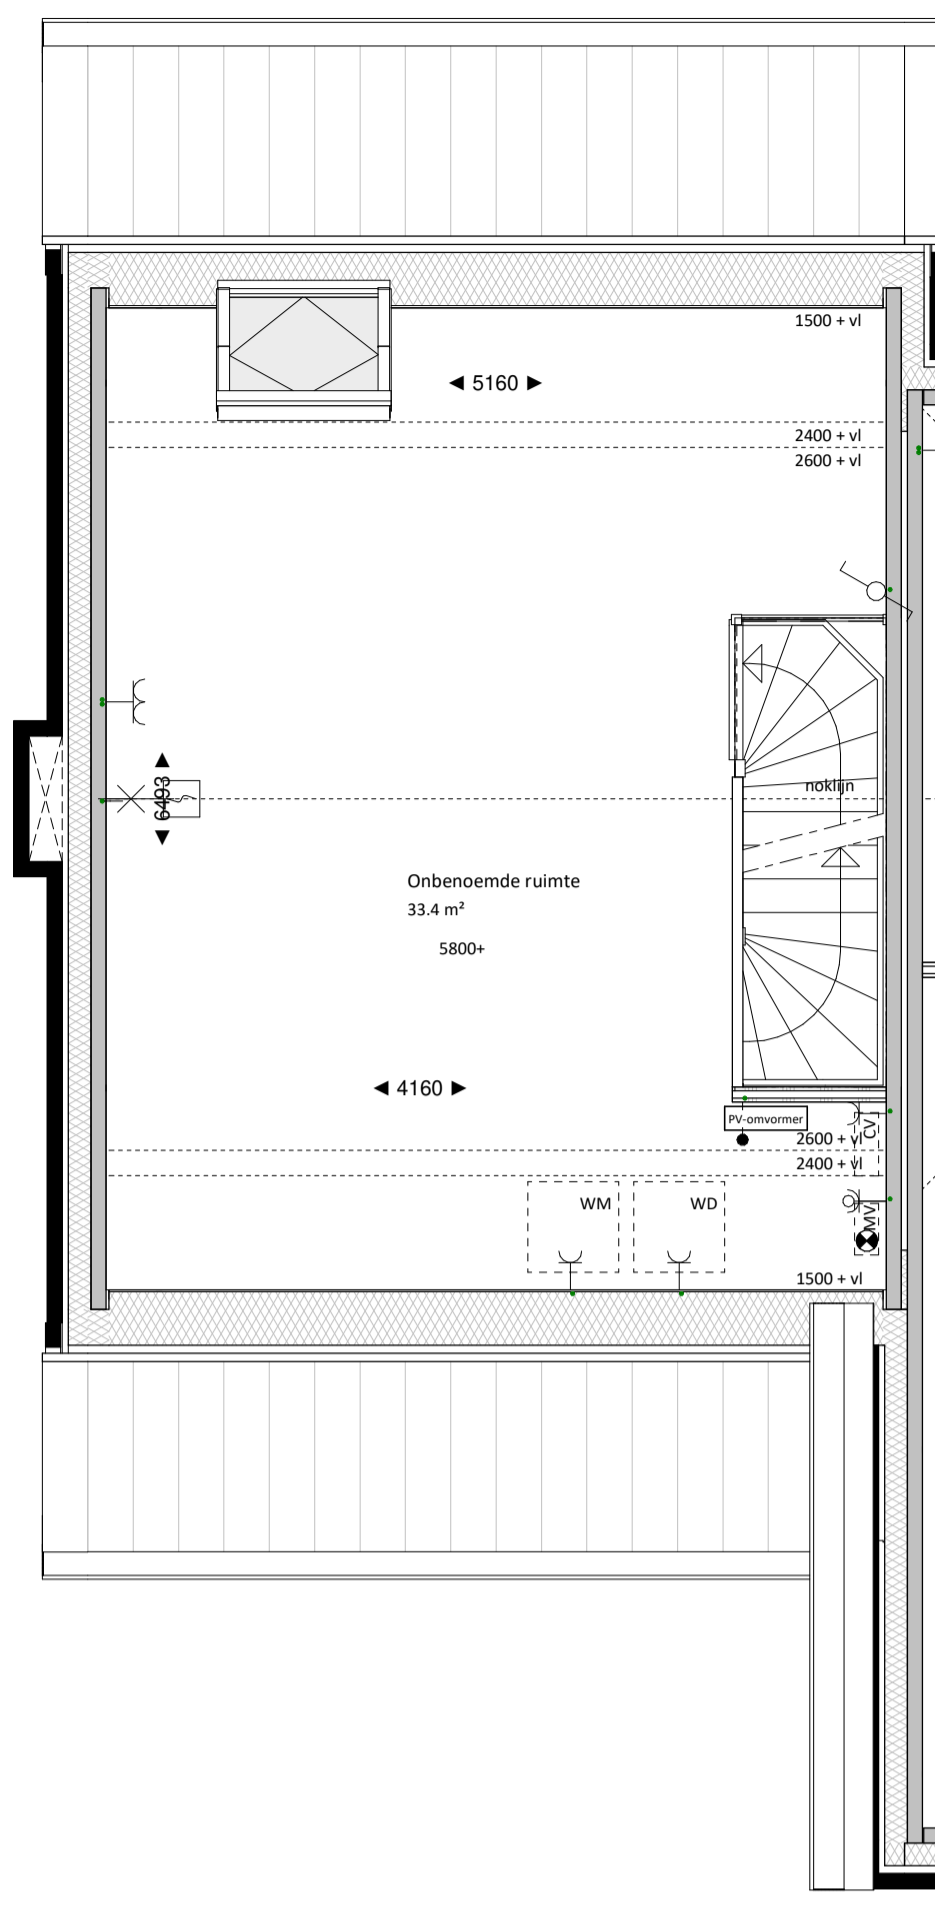 1500 + vl
◄ 5160 ►
2400 + vl
2600 + vl
◄ 6493 ►
noklijn
Onbenoemde ruimte
33.4 m²
5800+
◄ 4160 ►
PV-omvormer
CV
2600 + vl
2400 + vl
WM
WD
MV
1500 + vl